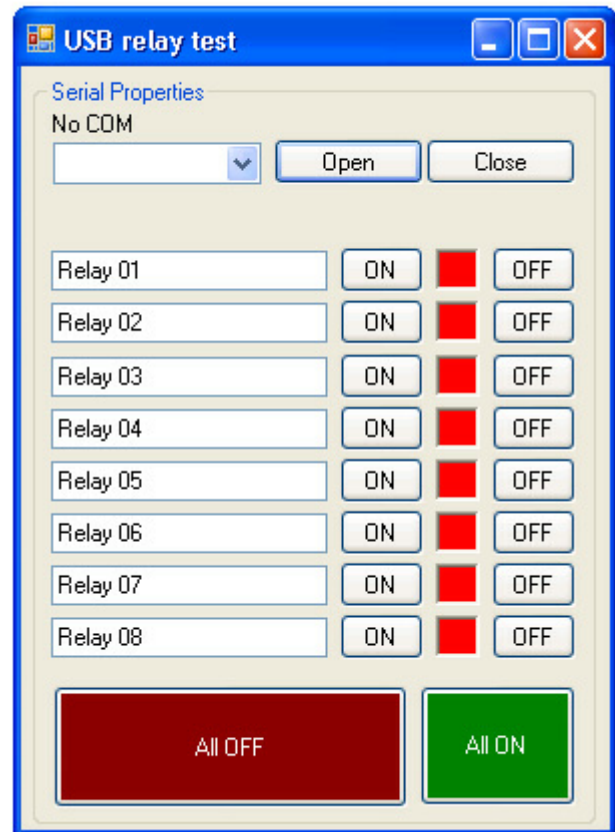 USB relay test
Serial Properties
No COM
Open Close
Relay 01 ON OFF
Relay 02 ON OFF
Relay 03 ON OFF
Relay 04 ON OFF
Relay 05 ON OFF
Relay 06 ON OFF
Relay 07 ON OFF
Relay 08 ON OFF
All OFF All ON